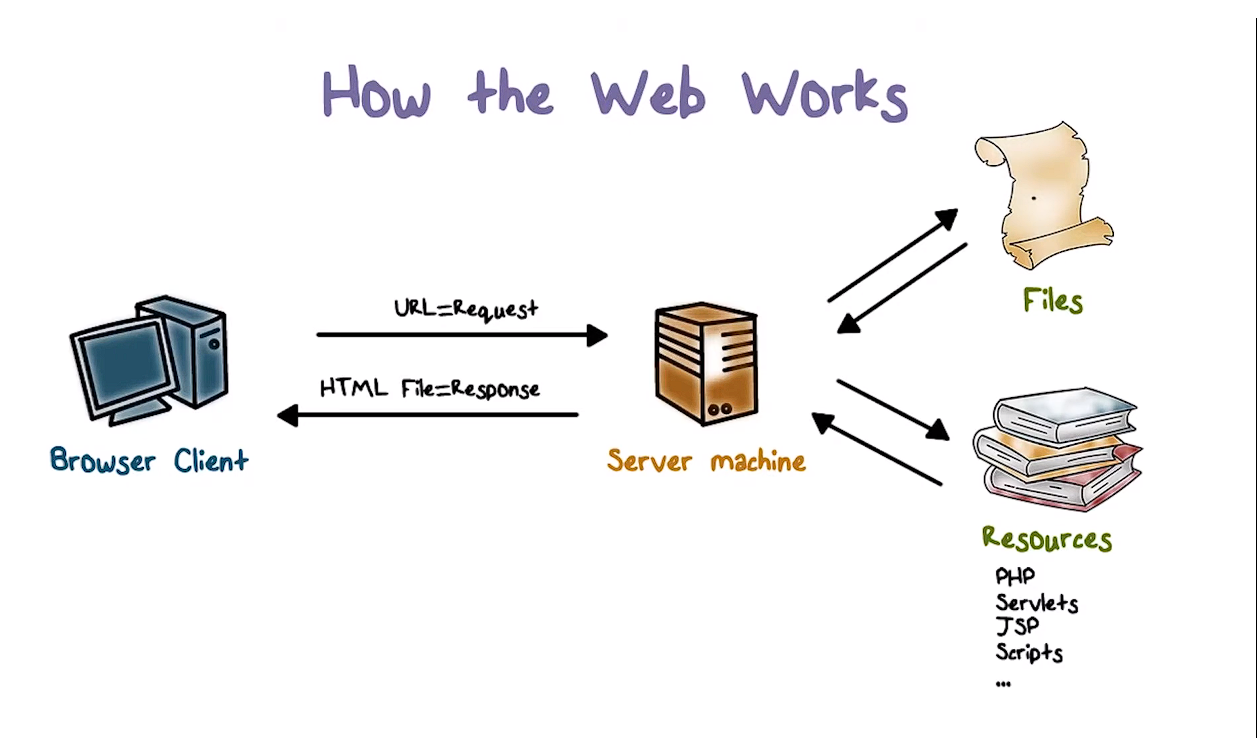 How the Web Works
URL=Request
HTML File=Response
Browser Client
Server machine
Files
Resources
PHP
Servlets
JSP
Scripts
...